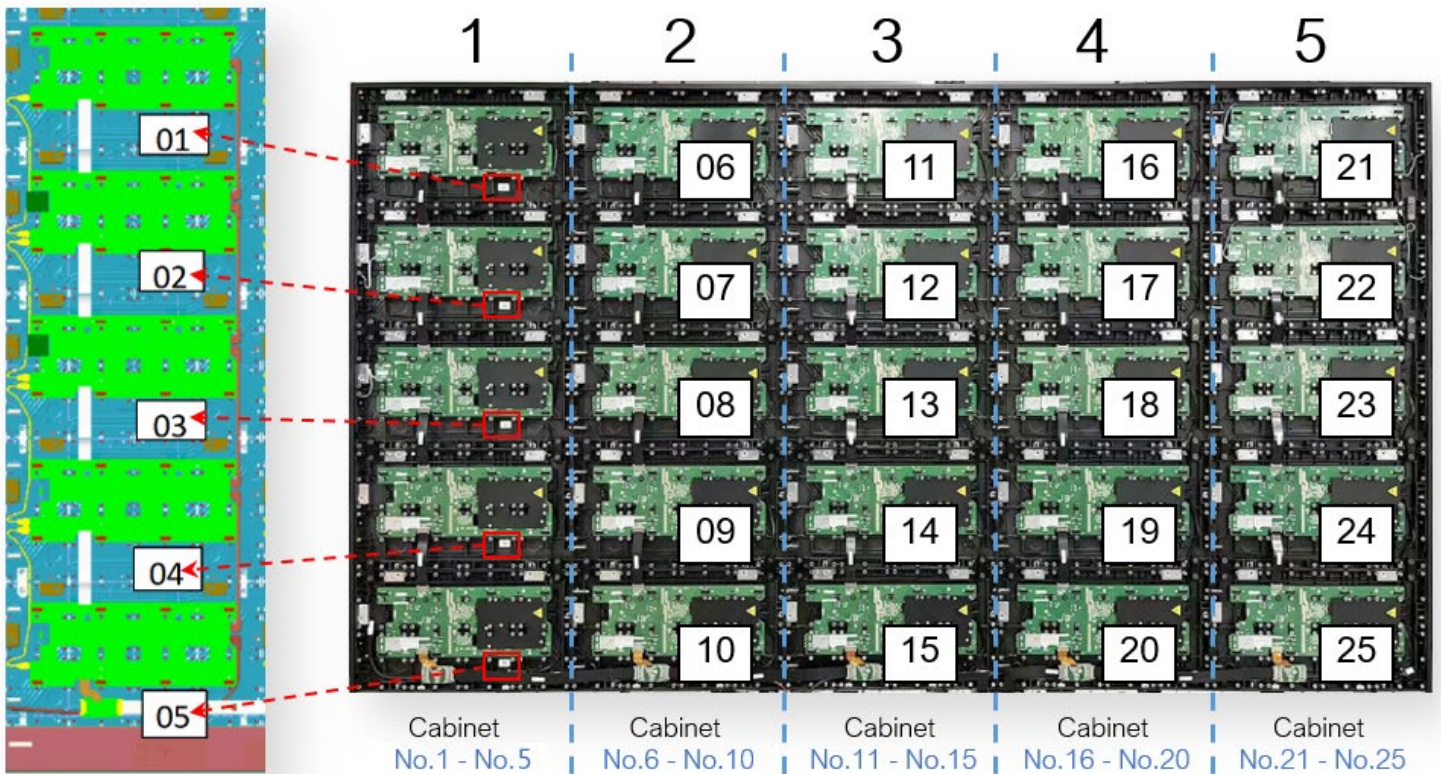 1 2 3 4 5
01 06 11 16 21
02 07 12 17 22
03 08 13 18 23
04 09 14 19 24
05 10 15 20 25
Cabinet Cabinet Cabinet Cabinet Cabinet
No.1 - No.5 No.6 - No.10 No.11 - No.15 No.16 - No.20 No.21 - No.25